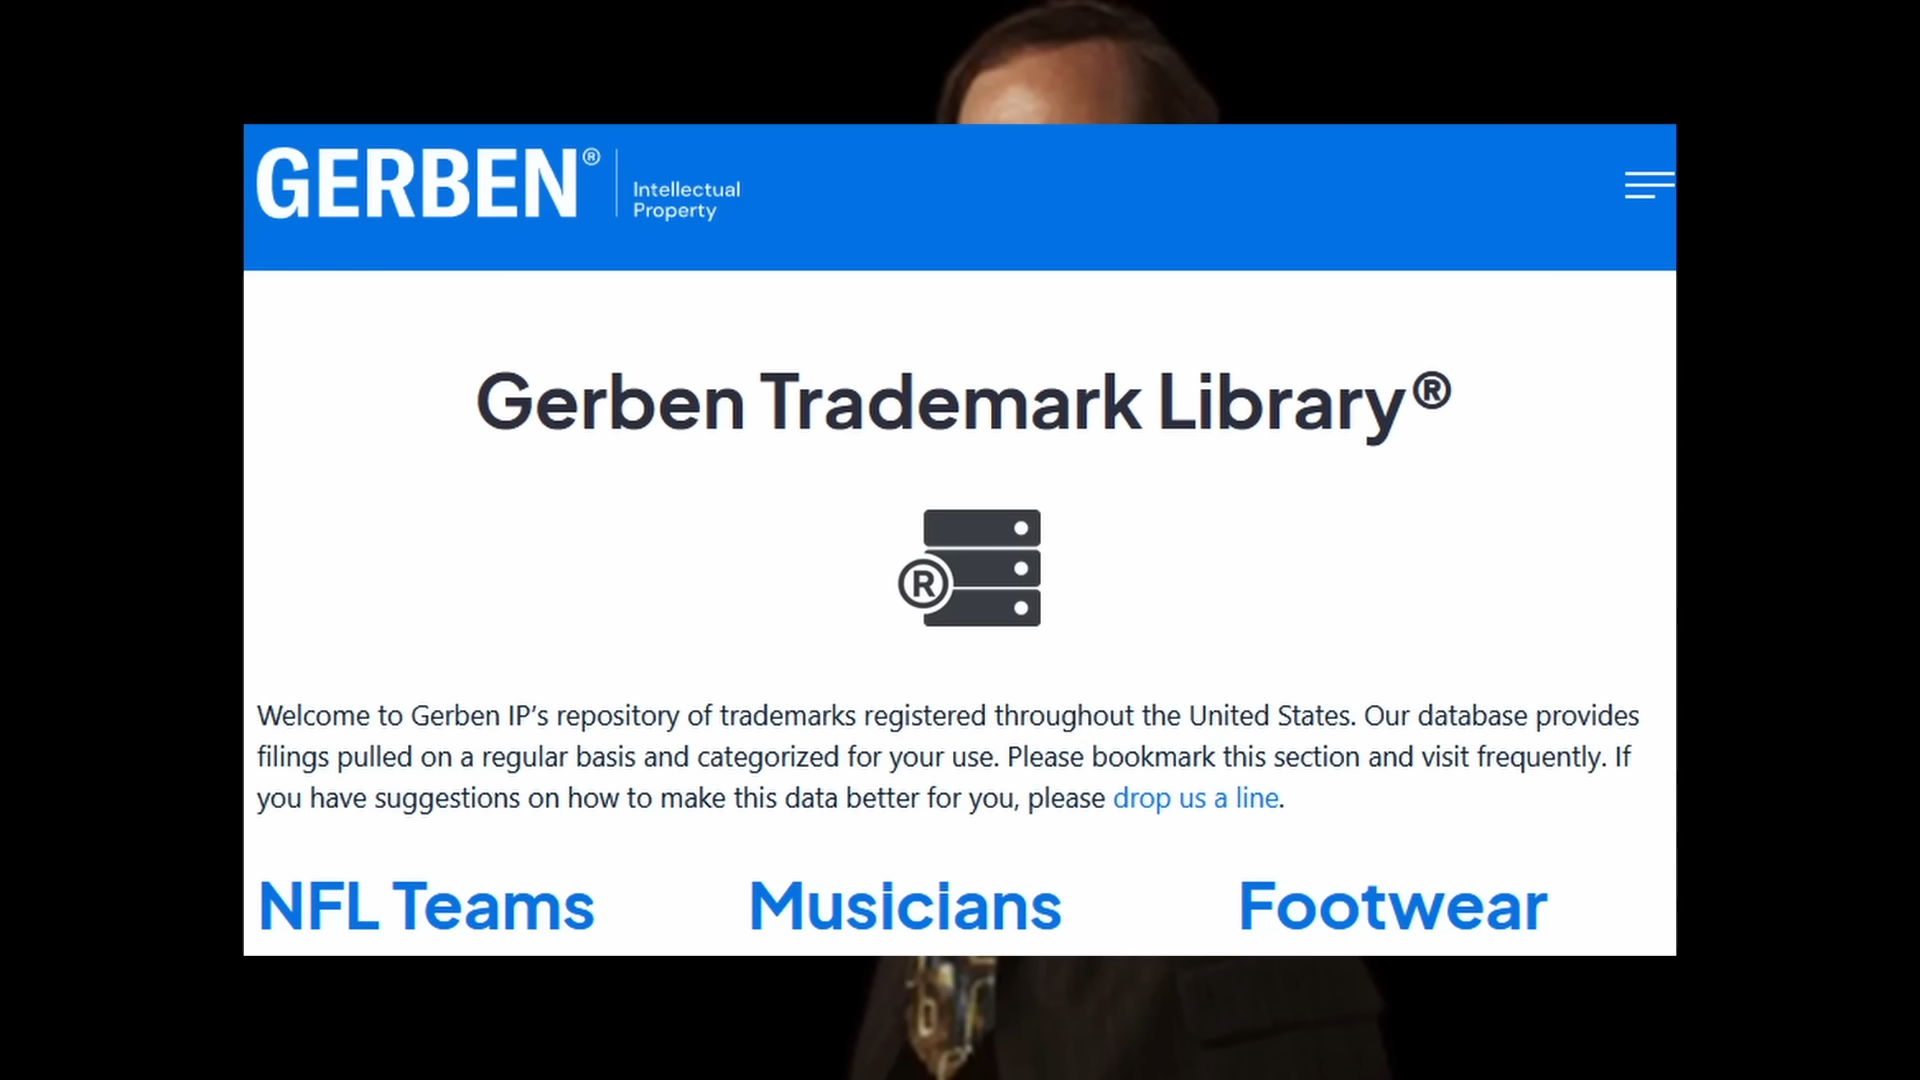 GERBEN®
Intellectual
Property
Gerben Trademark Library®
®
Welcome to Gerben IP’s repository of trademarks registered throughout the United States. Our database provides
filings pulled on a regular basis and categorized for your use. Please bookmark this section and visit frequently. If
you have suggestions on how to make this data better for you, please drop us a line.
NFL Teams Musicians Footwear